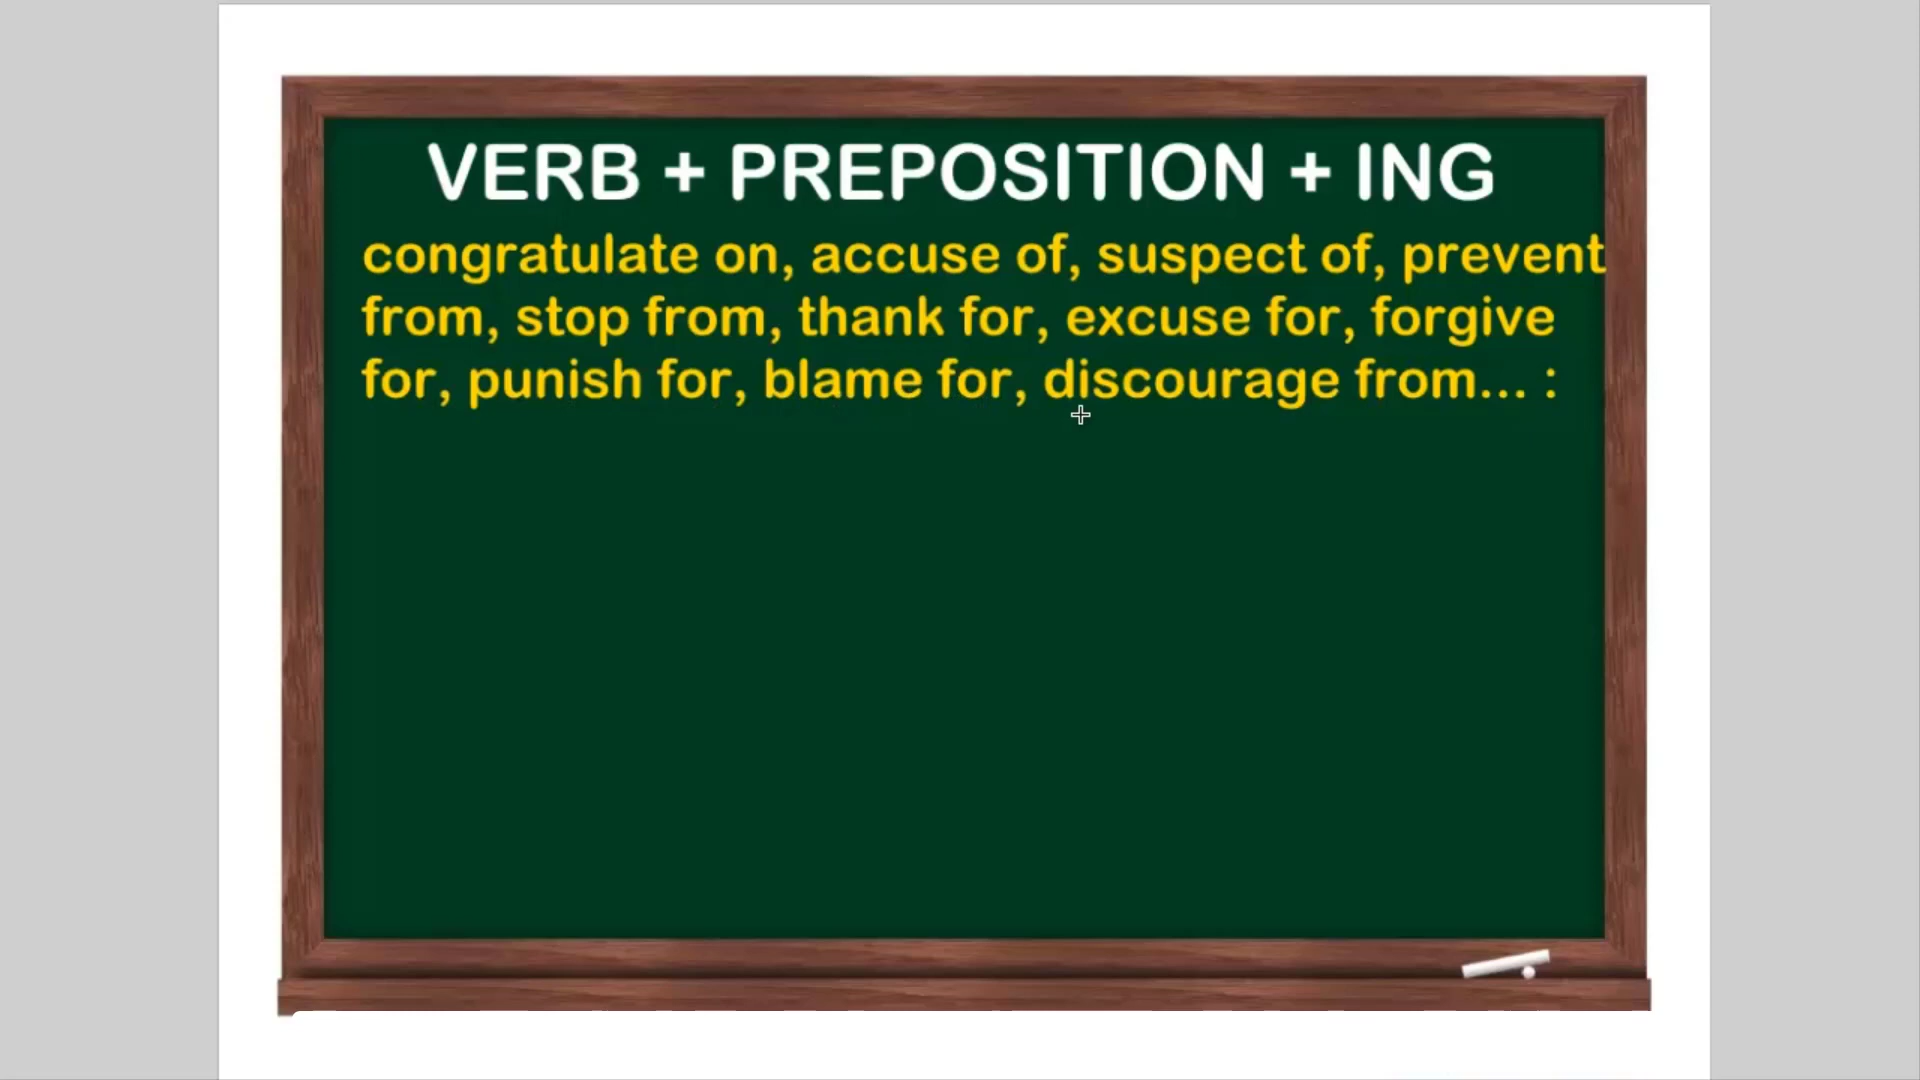 VERB + PREPOSITION + ING
congratulate on, accuse of, suspect of, prevent
from, stop from, thank for, excuse for, forgive
for, punish for, blame for, discourage from... :